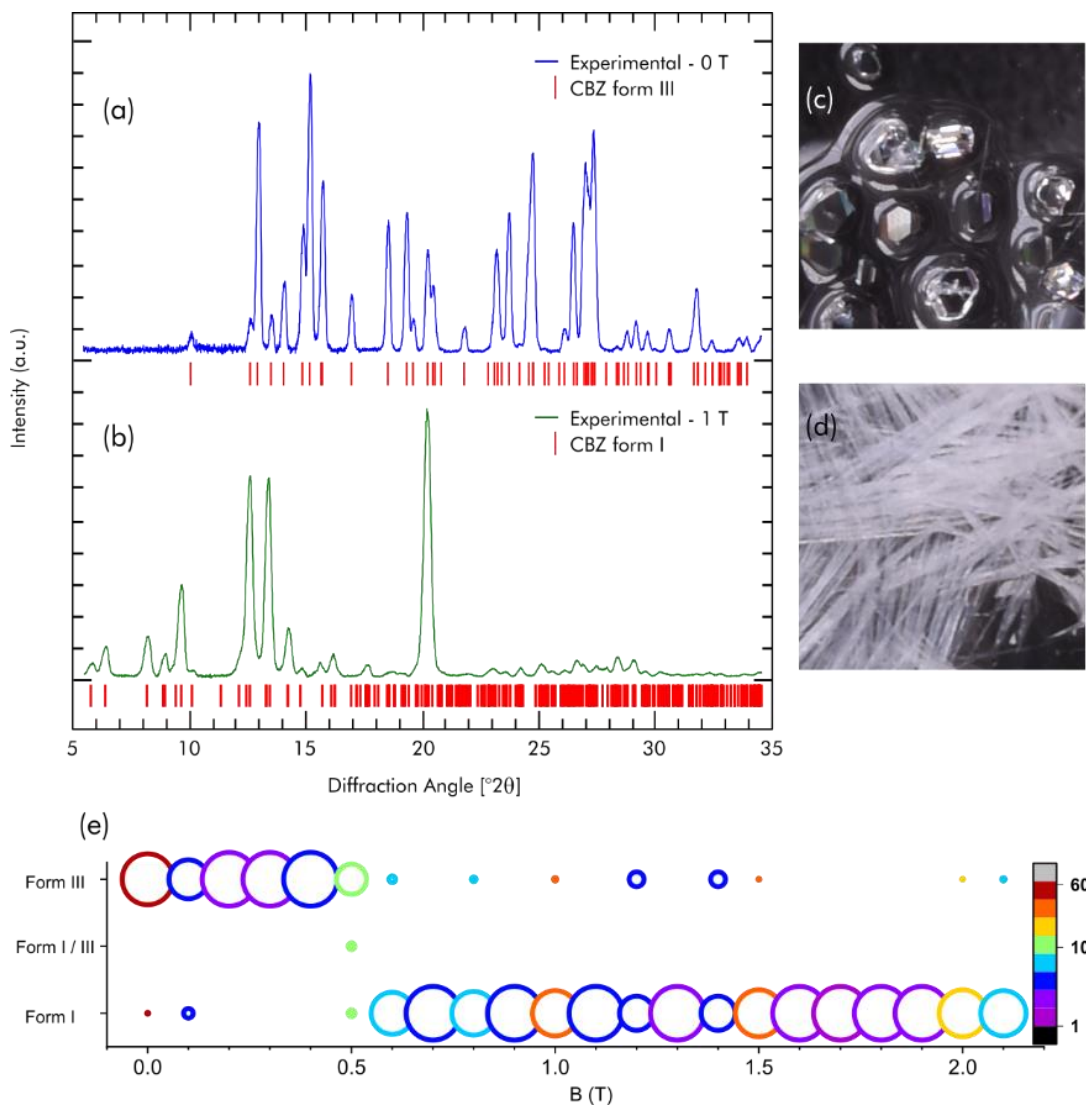 (a)
Experimental - 0 T
CBZ form III
(c)
Intensity (a.u.)
(b)
Experimental - 1 T
CBZ form I
(d)
5 10 15 20 25 30 35
Diffraction Angle [°2θ]
(e)
Form III
Form I / III
Form I
60
10
1
0.0 0.5 1.0 1.5 2.0
B (T)